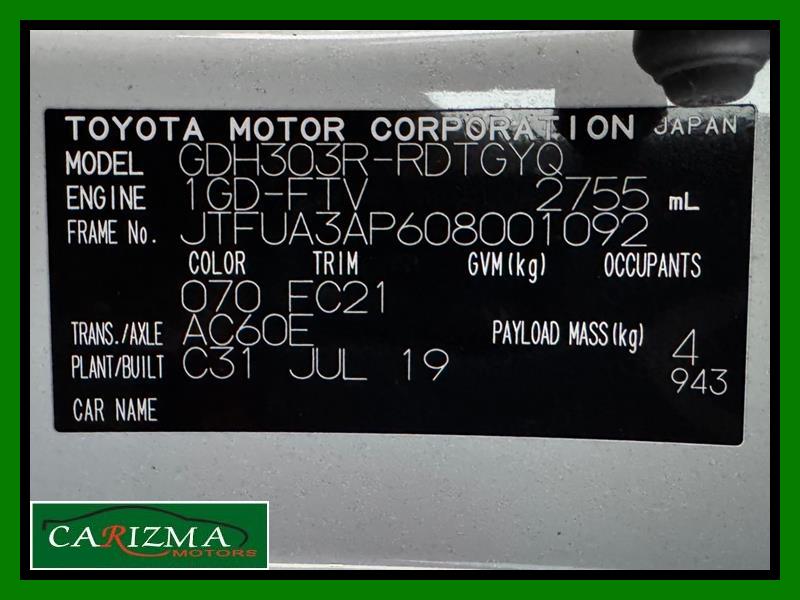 TOYOTA MOTOR CORPORATION JAPAN
MODEL GDH303R-RDTGYQ
ENGINE 1GD-FTV 2755 mL
FRAME No. JTFUA3AP608001092
COLOR TRIM GVM(kg) OCCUPANTS
070 FC21
TRANS./AXLE AC60E PAYLOAD MASS(kg) 4
PLANT/BUILT C31 JUL 19 943
CAR NAME
CARIZMA
MOTORS